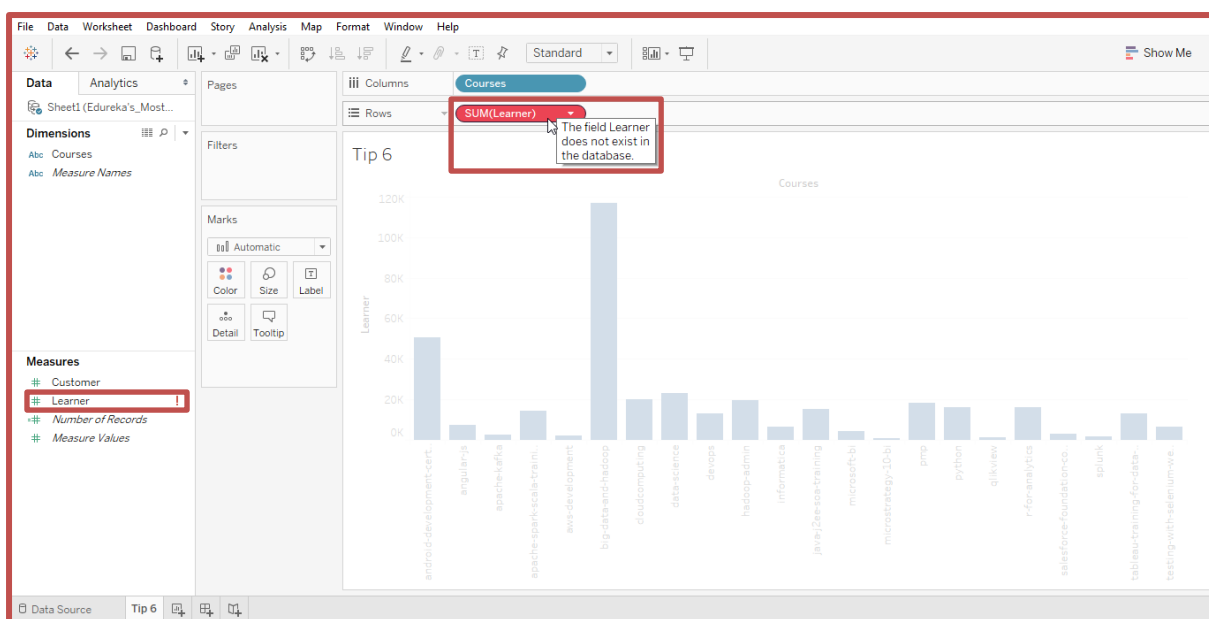 File Data Worksheet Dashboard Story Analysis Map Format Window Help
Standard
Show Me
Data Analytics
Sheet1 (Edureka's_Most...
Dimensions
Abc Courses
Abc Measure Names
Measures
# Customer
# Learner !
=# Number of Records
# Measure Values
Pages
Filters
Marks
Automatic
Color Size Label
Detail Tooltip
Columns Courses
Rows SUM(Learner)
The field Learner
does not exist in
the database.
Tip 6
Courses
Learner
120K
100K
80K
60K
40K
20K
0K
android-development-cert..
angular-js
apache-kafka
apache-spark-scala-traini..
aws-development
big-data-and-hadoop
cloudcomputing
data-science
devops
hadoop-admin
informatica
java-j2ee-soa-training
microsoft-bi
microstrategy-10-bi
pmp
python
qlikview
r-for-analytics
salesforce-foundation-co..
splunk
tableau-training-for-data-..
testing-with-selenium-we..
Data Source Tip 6